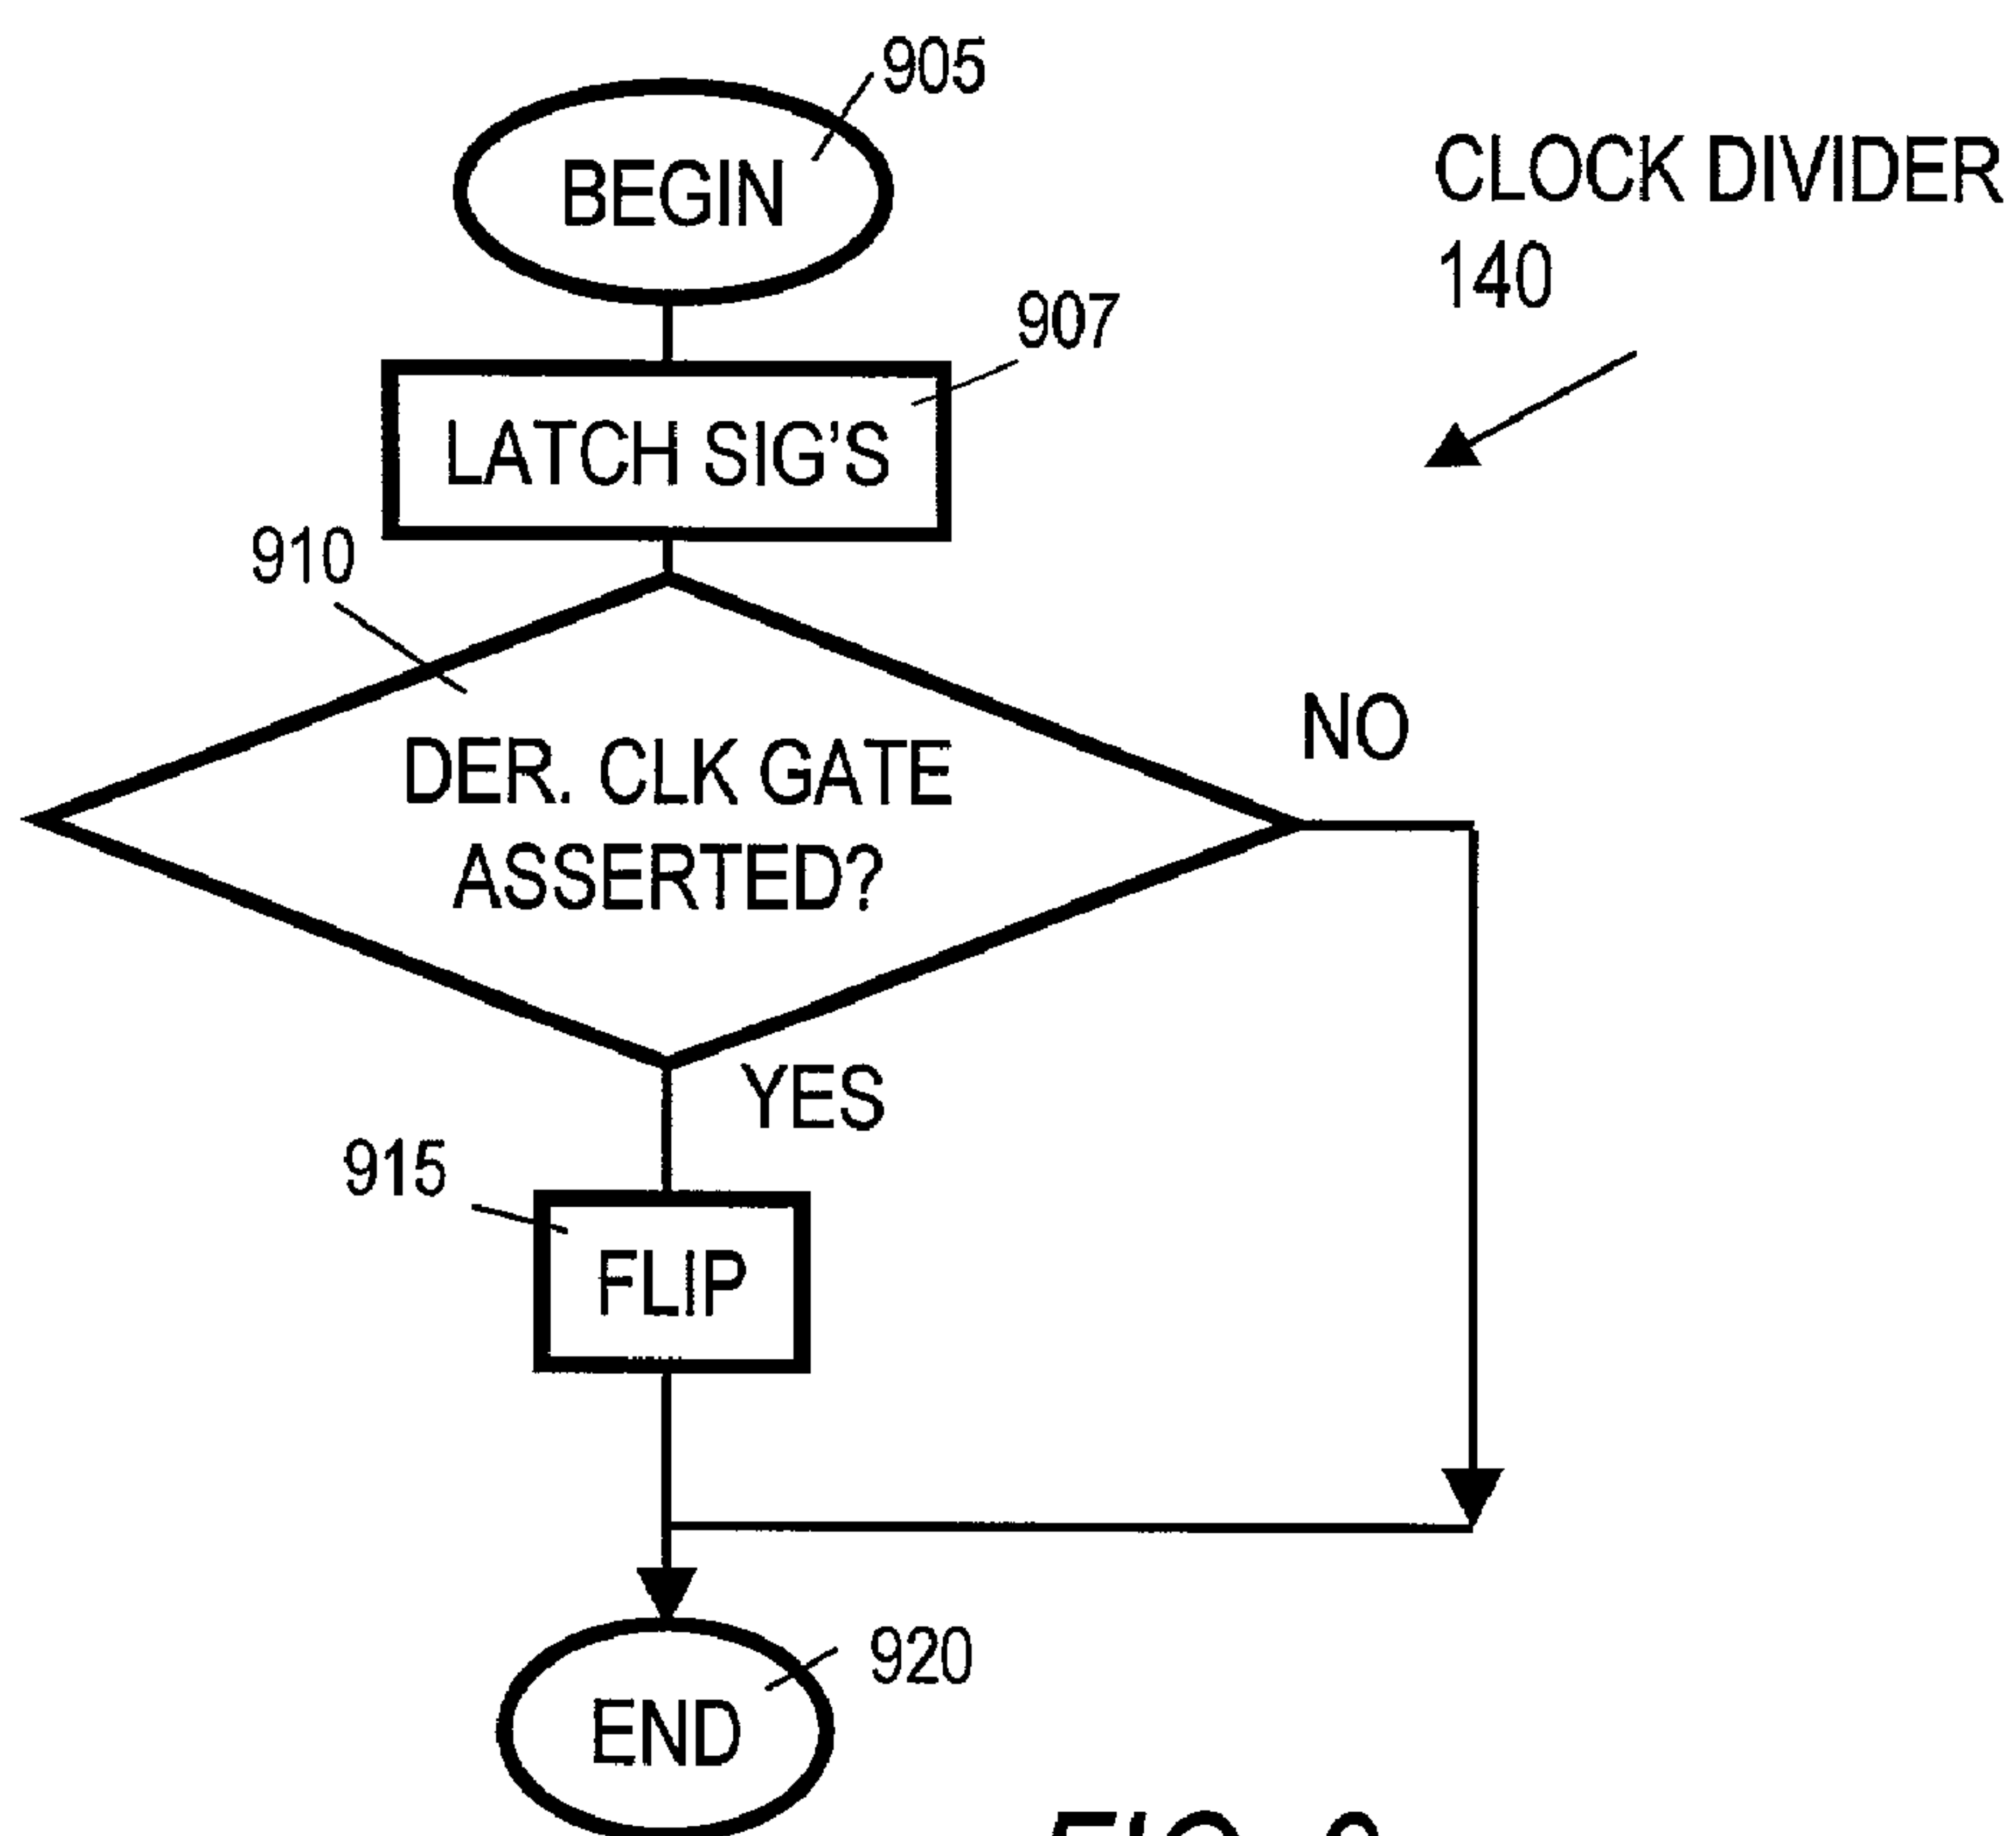 905
BEGIN
CLOCK DIVIDER
140
907
LATCH SIG'S
910
NO
DER. CLK GATE
ASSERTED?
YES
915
FLIP
920
END